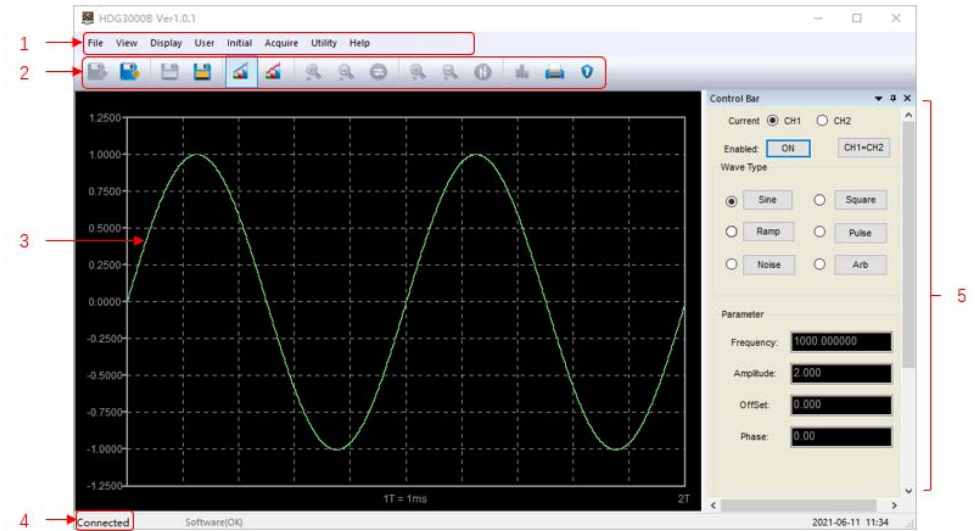 HDG3000B Ver1.0.1
1
File View Display User Initial Acquire Utility Help
2
Control Bar
Current CH1 CH2
Enabled: ON CH1=CH2
Wave Type
Sine Square
Ramp Pulse
Noise Arb
Parameter
Frequency: 1000.000000
Amplitude: 2.000
OffSet: 0.000
Phase: 0.00
5
1.2500
1.0000
0.7500
0.5000
3
0.2500
0.0000
-0.2500
-0.5000
-0.7500
-1.0000
-1.2500
1T = 1ms 2T
4
Connected Software(OK) 2021-06-11 11:34